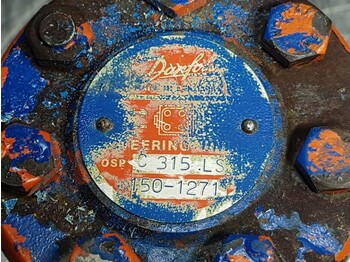 Danfoss
EERING
OSP C 315 LS
150-1271